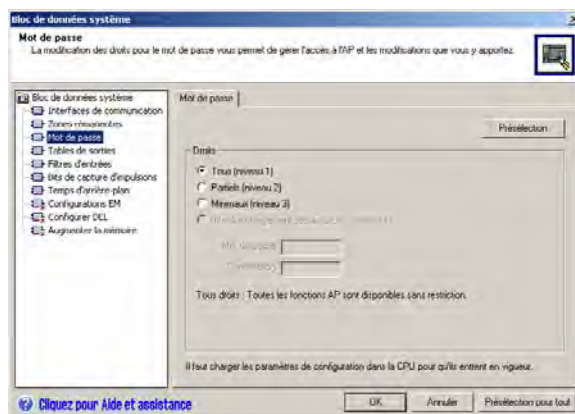 Bloc de données système
Mot de passe
La modification des droits pour le mot de passe vous permet de gérer l'accès à l'AP et les modifications que vous y apportez.
Bloc de données système
Interfaces de communication
Zones rémanentes
Mot de passe
Tables de sorties
Filtres d'entrées
Bits de capture d'impulsions
Temps d'arrière-plan
Configurations EM
Configurer DEL
Augmenter la mémoire
Mot de passe
Présélection
Droits
Tous (niveau 1)
Partiels (niveau 2)
Minimaux (niveau 3)
Tous droits : Toutes les fonctions AP sont disponibles sans restriction.
Il faut charger les paramètres de configuration dans la CPU pour qu'ils entrent en vigueur.
Cliquez pour Aide et assistance
OK
Annuler
Présélection pour tout